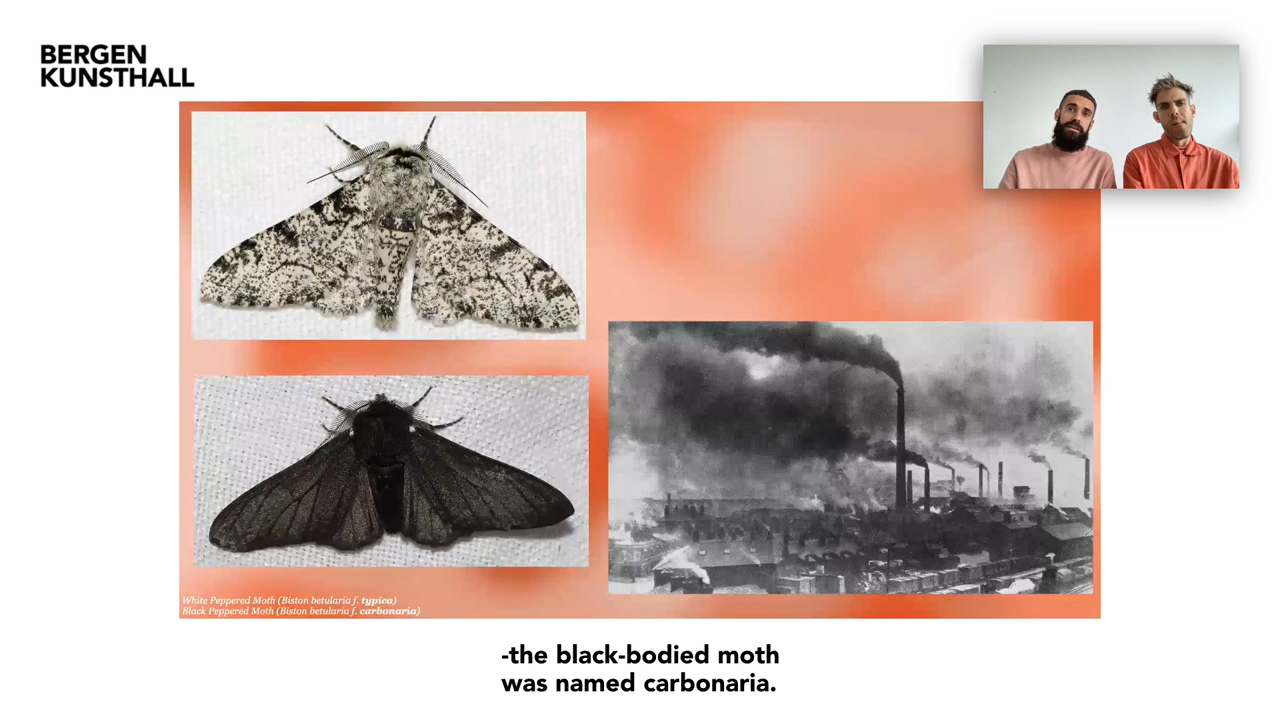 BERGEN
KUNSTHALL
White Peppered Moth (Biston betularia f. typica)
Black Peppered Moth (Biston betularia f. carbonaria)
-the black-bodied moth
was named carbonaria.